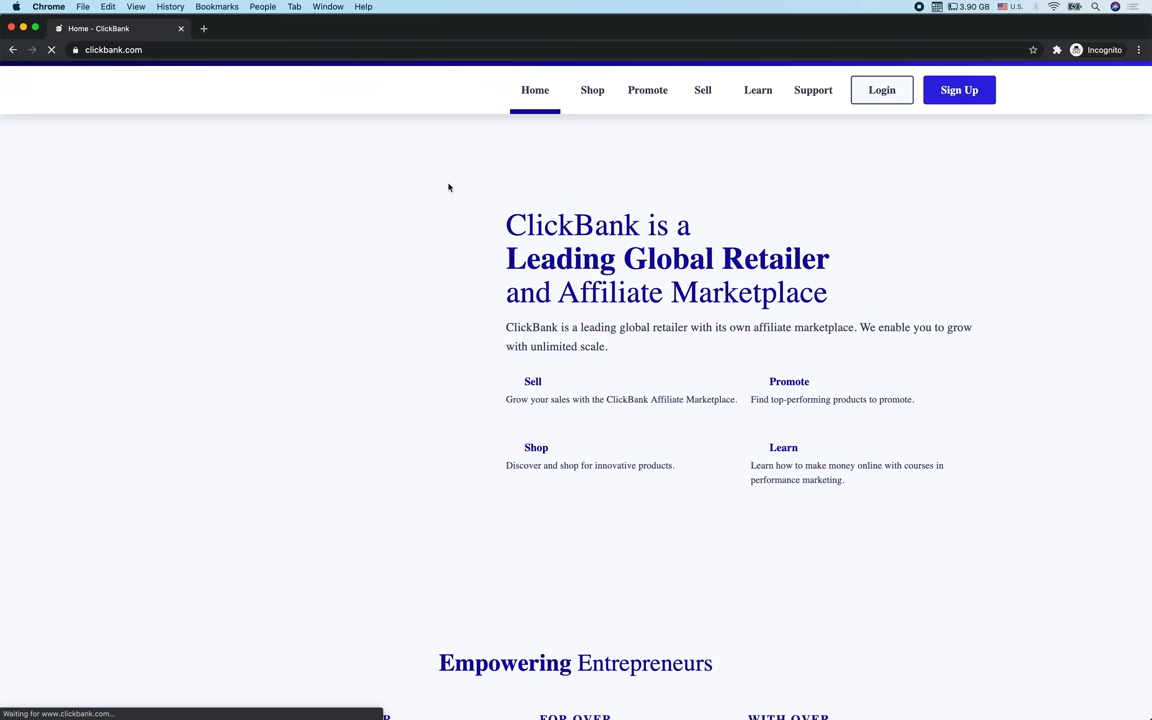 Chrome File Edit View History Bookmarks People Tab Window Help 3.90 GB U.S.
Home - ClickBank
clickbank.com Incognito
Home Shop Promote Sell Learn Support Login Sign Up
ClickBank is a
Leading Global Retailer
and Affiliate Marketplace
ClickBank is a leading global retailer with its own affiliate marketplace. We enable you to grow
with unlimited scale.
Sell Promote
Grow your sales with the ClickBank Affiliate Marketplace. Find top-performing products to promote.
Shop Learn
Discover and shop for innovative products. Learn how to make money online with courses in
performance marketing.
Empowering Entrepreneurs
FOR OVER WITH OVER
Waiting for www.clickbank.com...